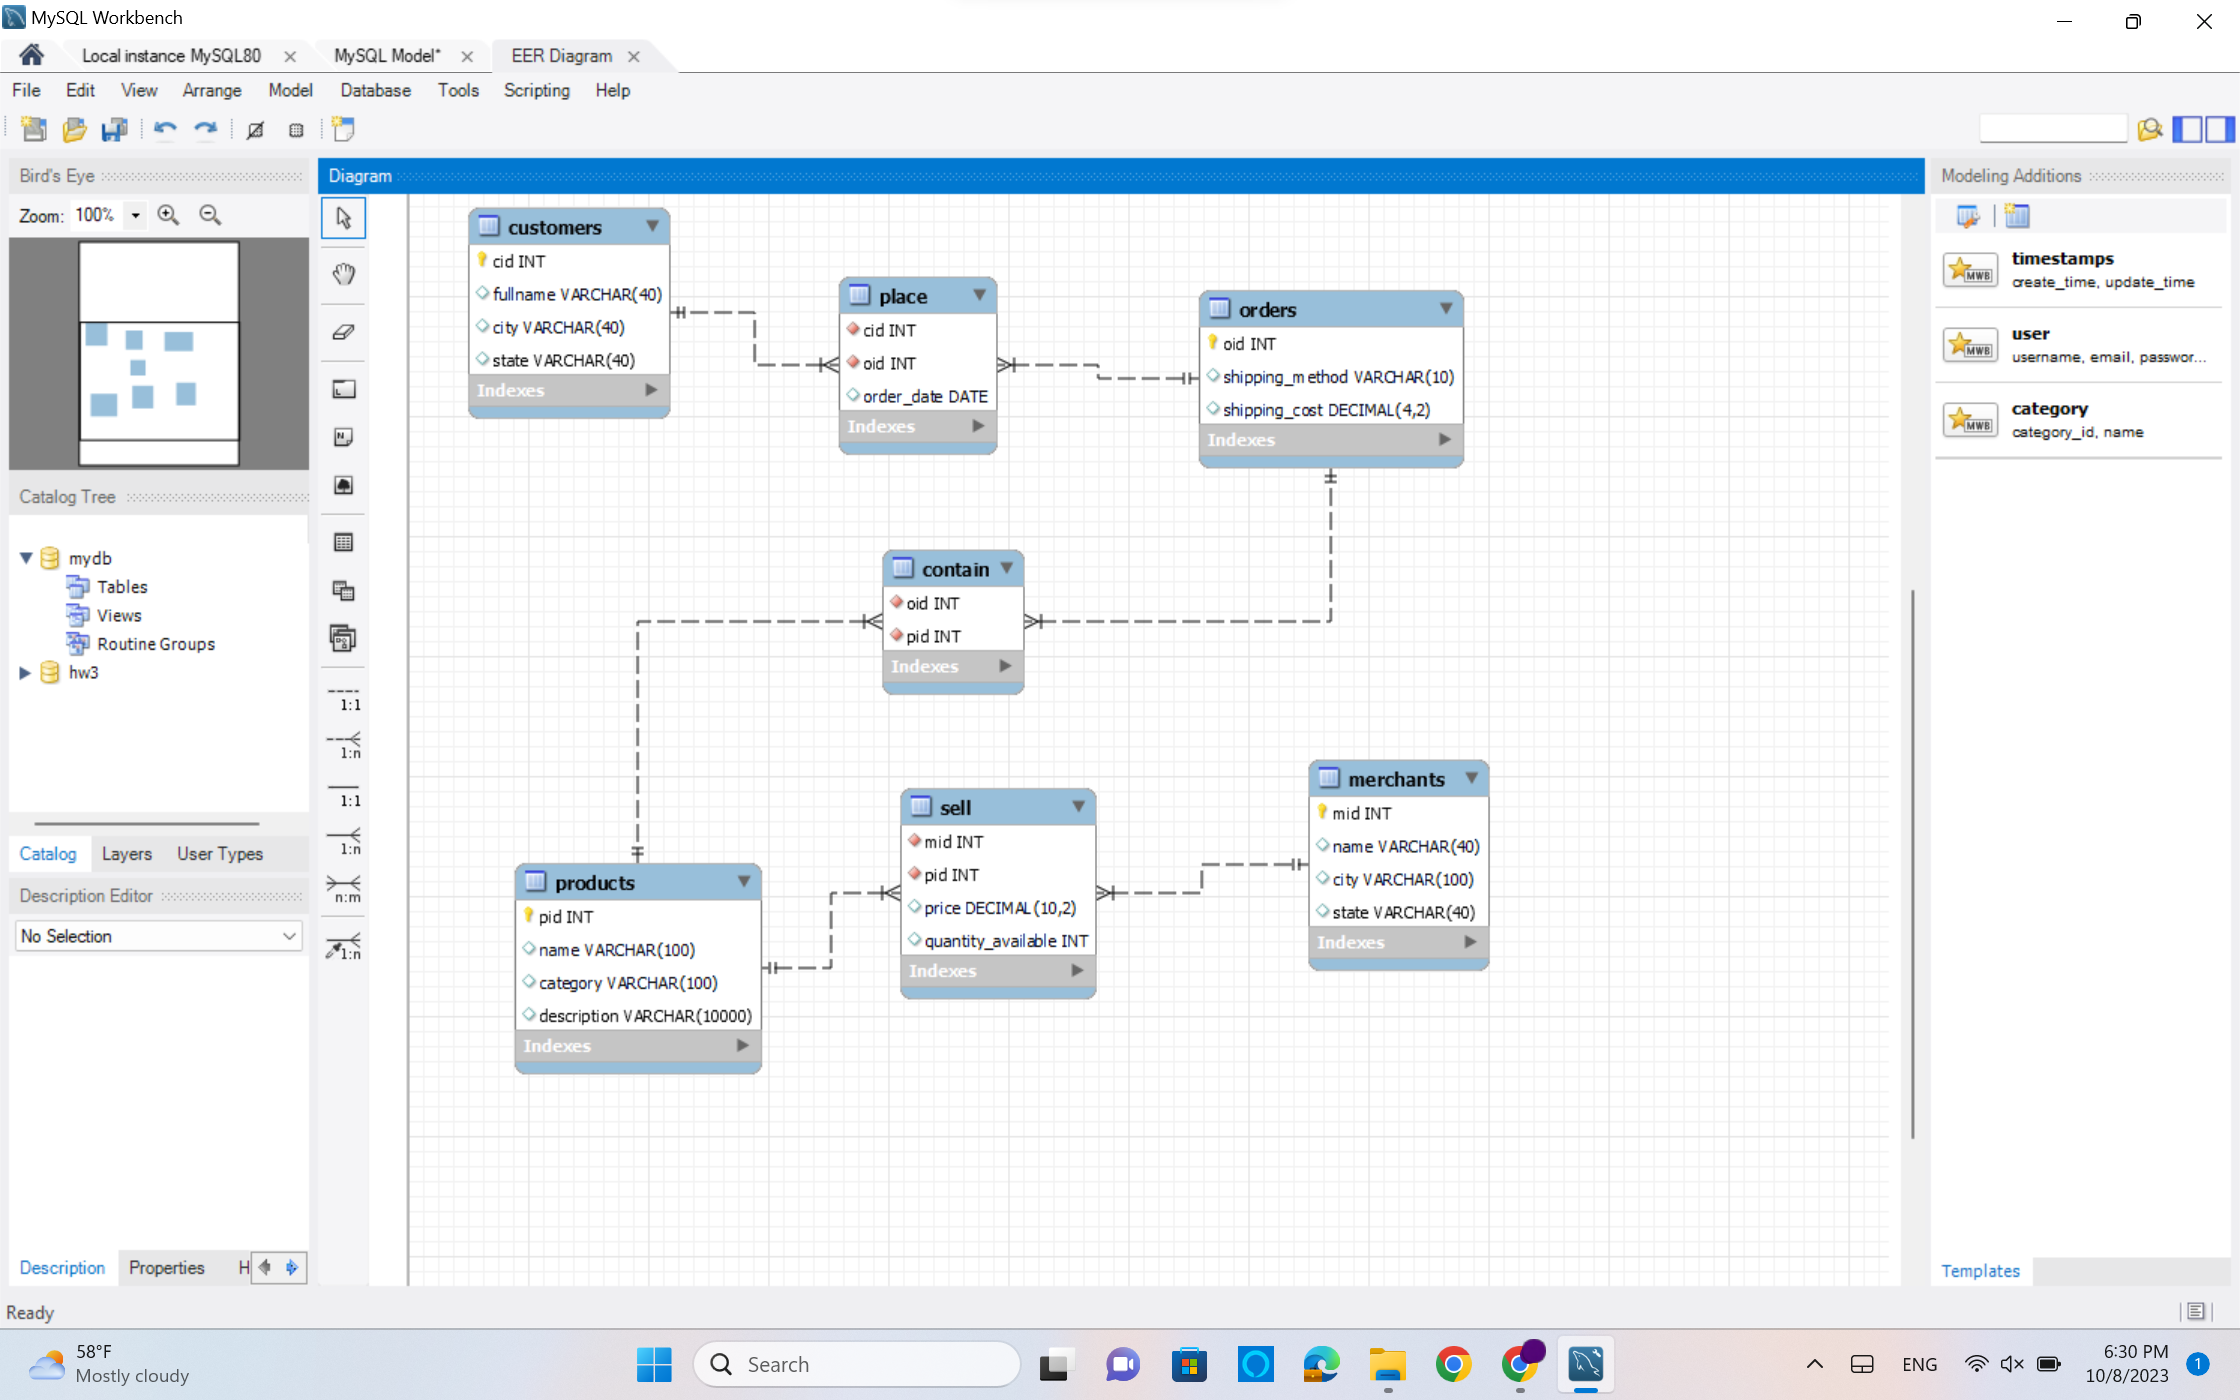 MySQL Workbench
Local instance MySQL80
MySQL Model*
EER Diagram
File Edit View Arrange Model Database Tools Scripting Help
Bird's Eye
Zoom: 100%
Diagram
Modeling Additions
timestamps
create_time, update_time
user
username, email, passwor...
category
category_id, name
customers
cid INT
fullname VARCHAR(40)
city VARCHAR(40)
state VARCHAR(40)
Indexes
place
cid INT
oid INT
order_date DATE
Indexes
orders
oid INT
shipping_method VARCHAR(10)
shipping_cost DECIMAL(4,2)
Indexes
contain
oid INT
pid INT
Indexes
sell
mid INT
pid INT
price DECIMAL(10,2)
quantity_available INT
Indexes
merchants
mid INT
name VARCHAR(40)
city VARCHAR(100)
state VARCHAR(40)
Indexes
products
pid INT
name VARCHAR(100)
category VARCHAR(100)
description VARCHAR(10000)
Indexes
Catalog Tree
mydb
Tables
Views
Routine Groups
hw3
1:1
1:n
1:1
1:n
n:m
1:n
Catalog Layers User Types
Description Editor
No Selection
Description Properties H
Templates
Ready
58°F
Mostly cloudy
Search
ENG
6:30 PM
10/8/2023
1
MWB
MWB
MWB